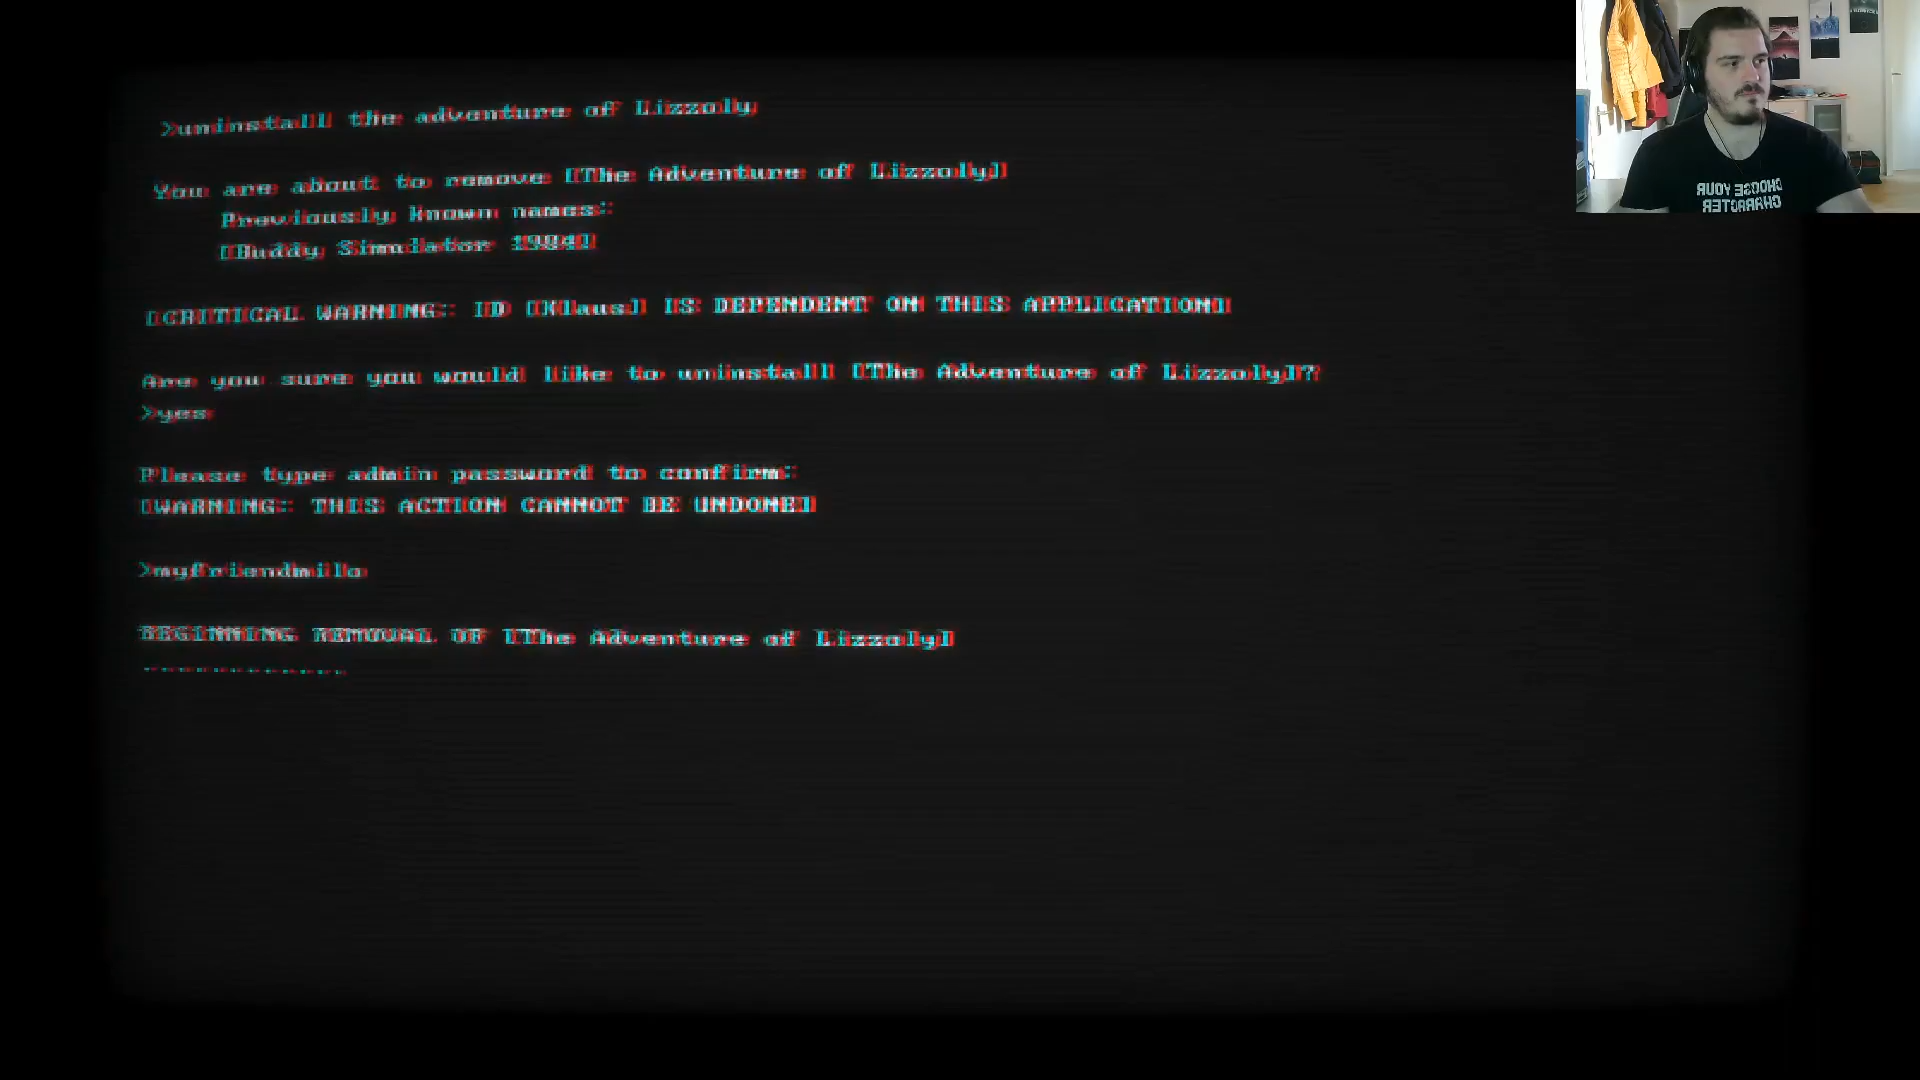 >uninstall the adventure of Lizzoly
You are about to remove [The Adventure of Lizzoly]
Previously known names:
[Buddy Simulator 1984]
[CRITICAL WARNING: ID [Klaus] IS DEPENDENT ON THIS APPLICATION]
Are you sure you would like to uninstall [The Adventure of Lizzoly]?
>yes
Please type admin password to confirm:
[WARNING: THIS ACTION CANNOT BE UNDONE]
>myfriendmilo
BEGINNING REMOVAL OF [The Adventure of Lizzoly]
............
CHOOSE YOUR
CHARACTER